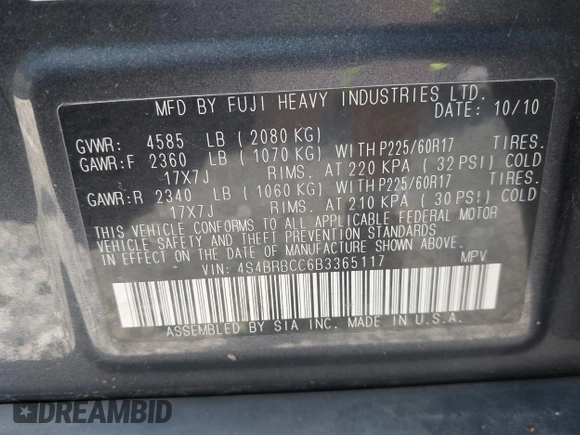 MFD BY FUJI HEAVY INDUSTRIES LTD.
DATE: 10/10
GVWR: 4585 LB ( 2080 KG)
GAWR:F 2360 LB ( 1070 KG) WITH P225/60R17 TIRES.
17X7J RIMS. AT 220 KPA ( 32 PSI) COLD
GAWR:R 2340 LB ( 1060 KG) WITH P225/60R17 TIRES.
17X7J RIMS. AT 210 KPA ( 30 PSI) COLD
THIS VEHICLE CONFORMS TO ALL APPLICABLE FEDERAL MOTOR
VEHICLE SAFETY AND THEFT PREVENTION STANDARDS
IN EFFECT ON THE DATE OF MANUFACTURE SHOWN ABOVE.
VIN: 4S4BRBCC6B3365117 MPV
ASSEMBLED BY SIA INC. MADE IN U.S.A.
DREAMBID